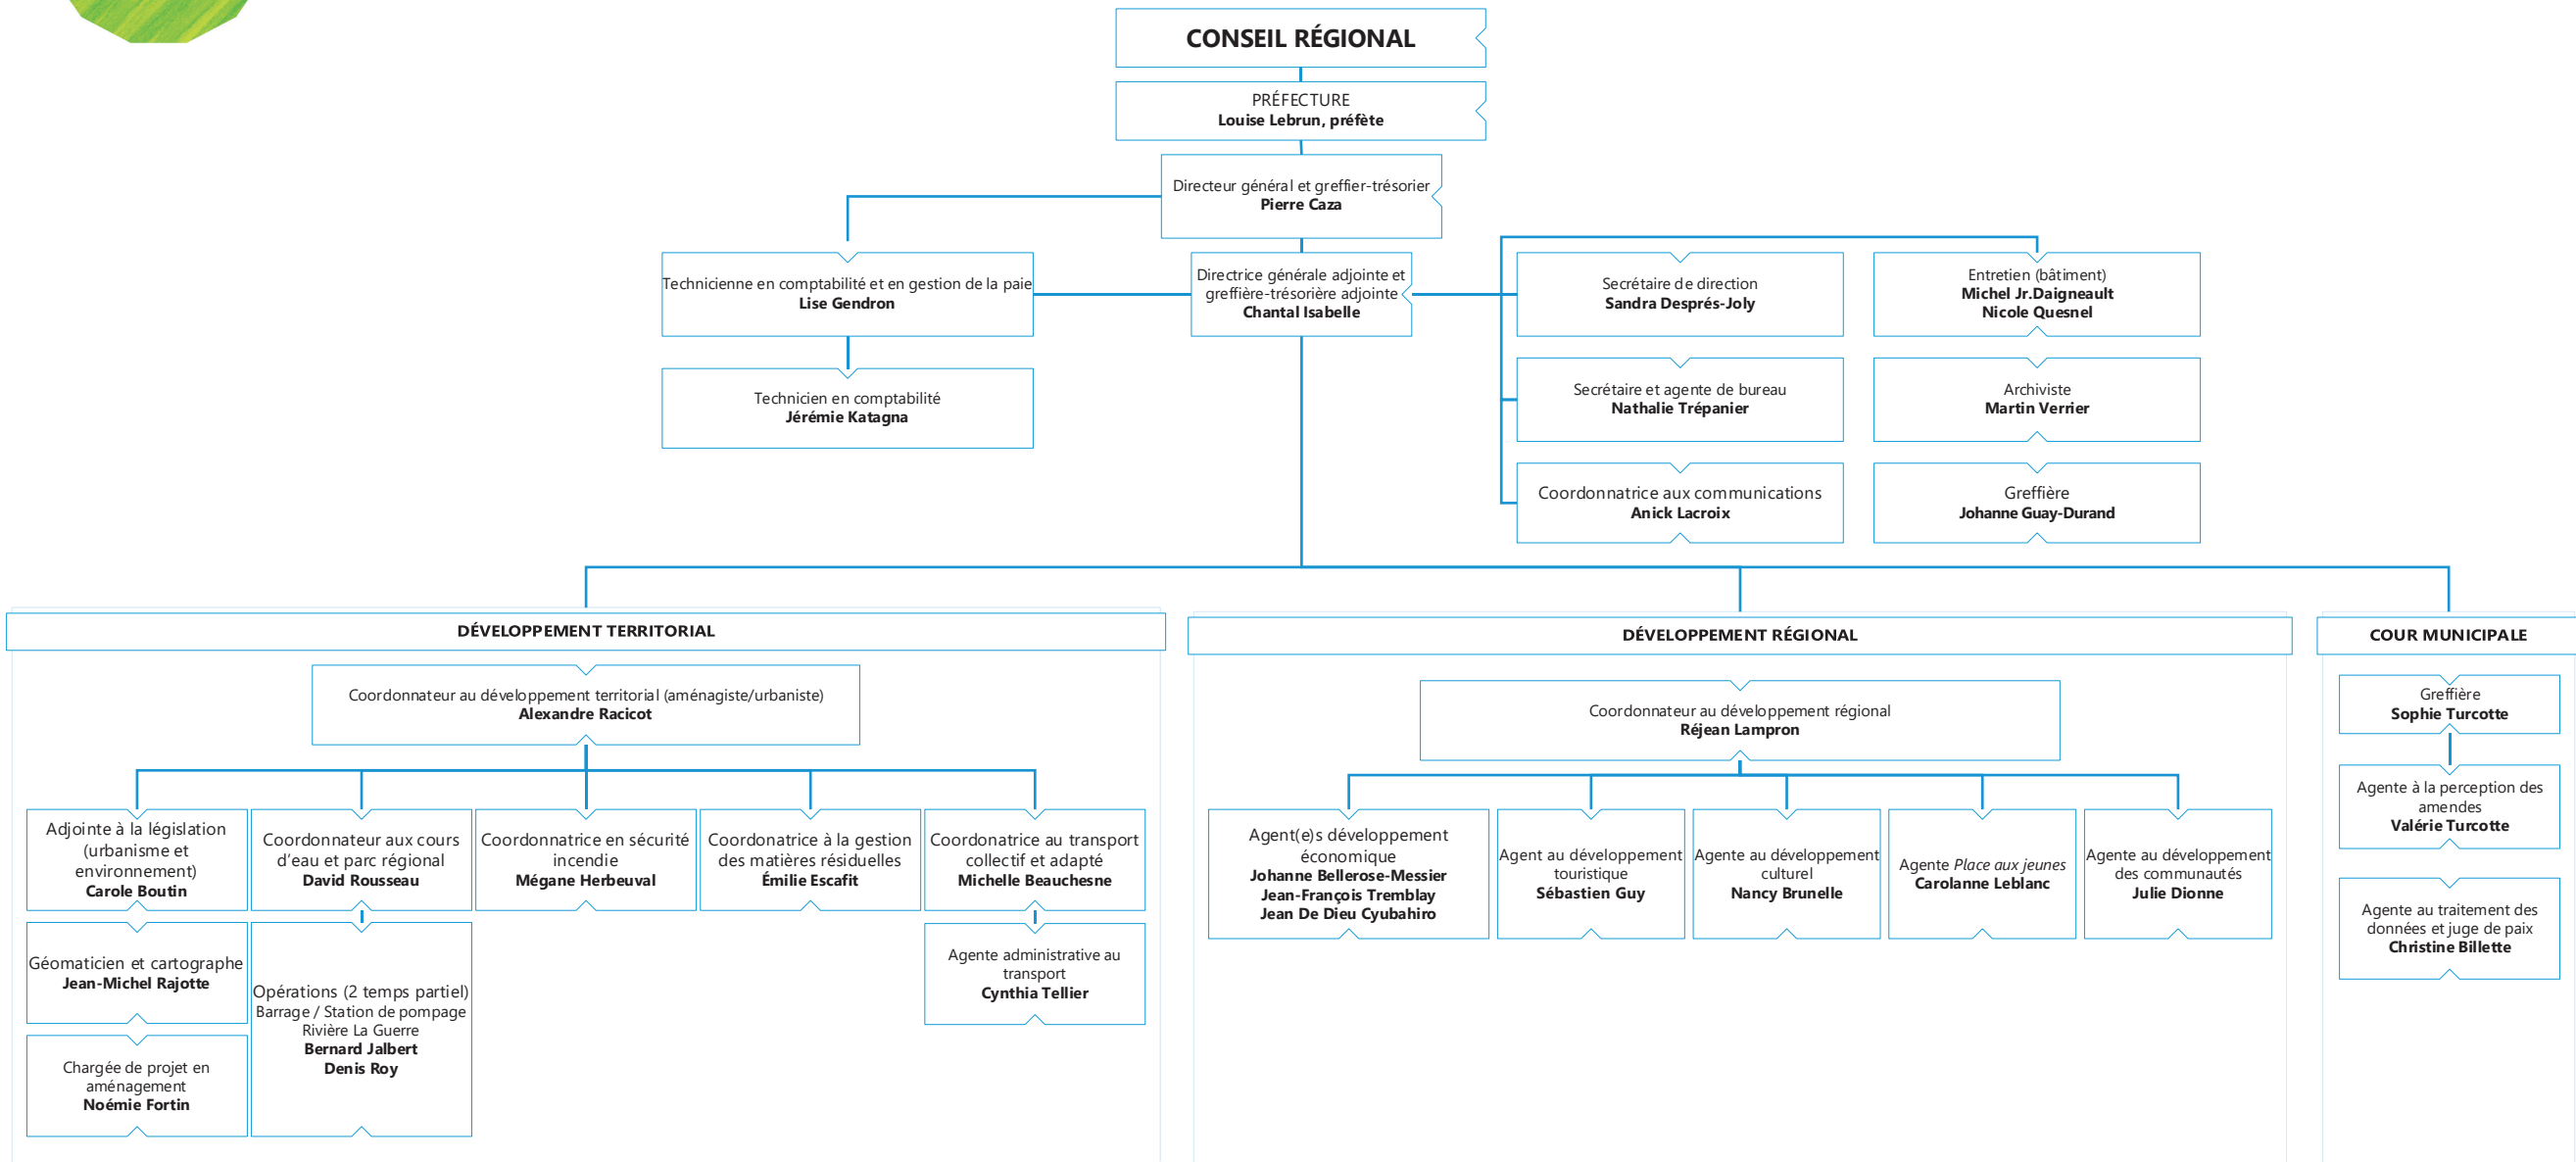 CONSEIL RÉGIONAL
PRÉFECTURE
Louise Lebrun, préfète
Directeur général et greffier-trésorier
Pierre Caza
Technicienne en comptabilité et en gestion de la paie
Lise Gendron
Directrice générale adjointe et
greffière-trésorière adjointe
Chantal Isabelle
Secrétaire de direction
Sandra Després-Joly
Entretien (bâtiment)
Michel Jr.Daigneault
Nicole Quesnel
Technicien en comptabilité
Jérémie Katagna
Secrétaire et agente de bureau
Nathalie Trépanier
Archiviste
Martin Verrier
Coordonnatrice aux communications
Anick Lacroix
Greffière
Johanne Guay-Durand
DÉVELOPPEMENT TERRITORIAL
Coordonnateur au développement territorial (aménagiste/urbaniste)
Alexandre Racicot
Adjointe à la législation
(urbanisme et
environnement)
Carole Boutin
Coordonnateur aux cours
d'eau et parc régional
David Rousseau
Coordonnatrice en sécurité
incendie
Mégane Herbeuval
Coordonatrice à la gestion
des matières résiduelles
Émilie Escafit
Coordonatrice au transport
collectif et adapté
Michelle Beauchesne
Géomaticien et cartographe
Jean-Michel Rajotte
Opérations (2 temps partiel)
Barrage / Station de pompage
Rivière La Guerre
Bernard Jalbert
Denis Roy
Agente administrative au
transport
Cynthia Tellier
Chargée de projet en
aménagement
Noémie Fortin
DÉVELOPPEMENT RÉGIONAL
Coordonnateur au développement régional
Réjean Lampron
Agent(e)s développement
économique
Johanne Bellerose-Messier
Jean-François Tremblay
Jean De Dieu Cyubahiro
Agent au développement
touristique
Sébastien Guy
Agente au développement
culturel
Nancy Brunelle
Agente Place aux jeunes
Carolanne Leblanc
Agente au développement
des communautés
Julie Dionne
COUR MUNICIPALE
Greffière
Sophie Turcotte
Agente à la perception des
amendes
Valérie Turcotte
Agente au traitement des
données et juge de paix
Christine Billette